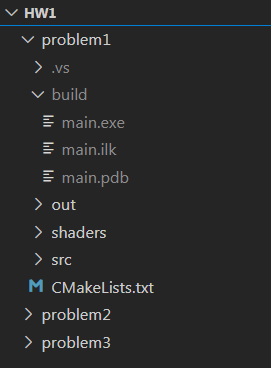 HW1
problem1
.vs
build
main.exe
main.ilk
main.pdb
out
shaders
src
CMakeLists.txt
problem2
problem3